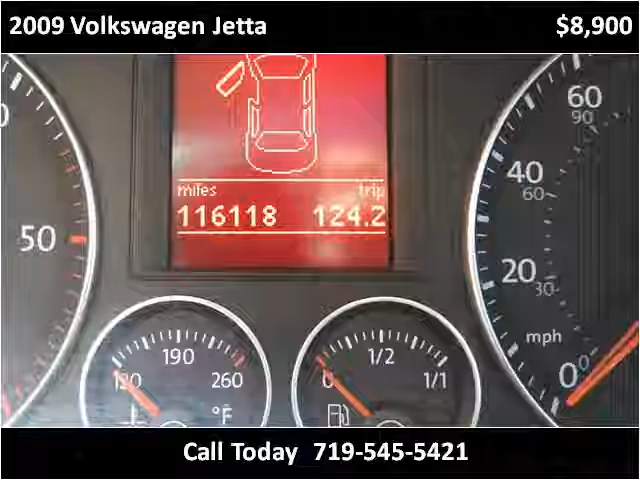 2009 Volkswagen Jetta $8,900
60
90
40
60
miles trip
116118 124.2
50
20
30
mph
190 1/2
120 260 0 1/1
0 0
°F
Call Today 719-545-5421